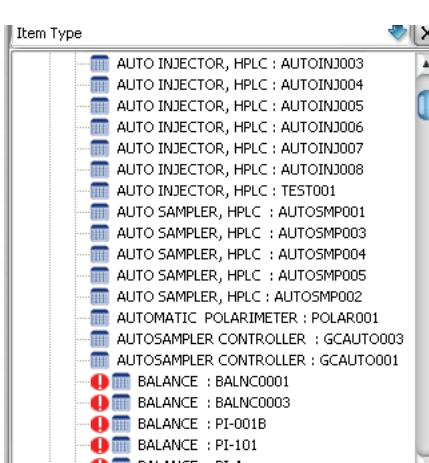 Item Type
AUTO INJECTOR, HPLC : AUTOINJ003
AUTO INJECTOR, HPLC : AUTOINJ004
AUTO INJECTOR, HPLC : AUTOINJ005
AUTO INJECTOR, HPLC : AUTOINJ006
AUTO INJECTOR, HPLC : AUTOINJ007
AUTO INJECTOR, HPLC : AUTOINJ008
AUTO INJECTOR, HPLC : TEST001
AUTO SAMPLER, HPLC : AUTOSMP001
AUTO SAMPLER, HPLC : AUTOSMP003
AUTO SAMPLER, HPLC : AUTOSMP004
AUTO SAMPLER, HPLC : AUTOSMP005
AUTO SAMPLER, HPLC : AUTOSMP002
AUTOMATIC POLARIMETER : POLAR001
AUTOSAMPLER CONTROLLER : GCAUTO003
AUTOSAMPLER CONTROLLER : GCAUTO001
BALANCE : BALNC0001
BALANCE : BALNC0003
BALANCE : PI-001B
BALANCE : PI-101